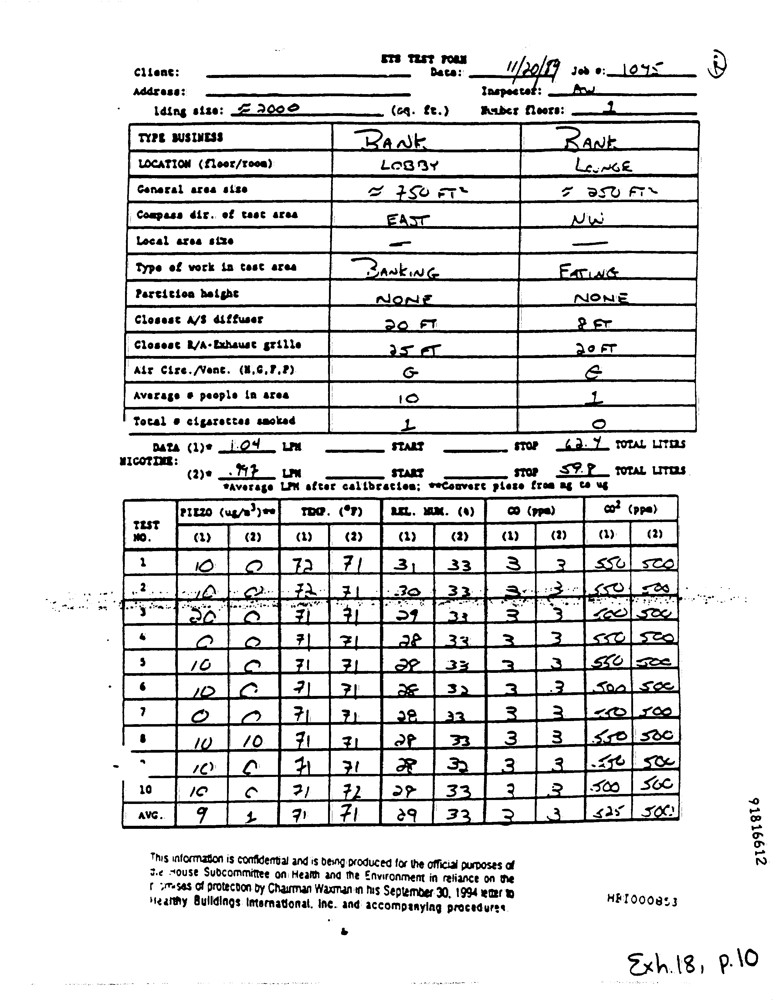 ETS TEST FORM
Client: Date: 11/20/89 Job #: 1045
Address: Inspector: AW
lding size: ≈ 2000 (sq. ft.) Number floors: 1
TYPE BUSINESS BANK BANK
LOCATION (floor/room) LOBBY LOUNGE
General area size ≈ 750 FT² ≈ 250 FT²
Compass dir. of test area EAST NW
Local area size — —
Type of work in test area BANKING EATING
Partition height NONE NONE
Closest A/S diffuser 20 FT 8 FT
Closest R/A-Exhaust grille 25 FT 20 FT
Air Circ./Vent. (N,G,F,P) G G
Average # people in area 10 1
Total # cigarettes smoked 1 0
DATA (1)* 1.04 LPM START STOP 62.4 TOTAL LITERS
NICOTINE:
(2)* .997 LPM START STOP 59.8 TOTAL LITERS
*Average LPM after calibration; **Convert piezo from mg to ug
TEST NO. PIEZO (ug/m³)** TEMP. (°F) REL. HUM. (%) CO (ppm) CO² (ppm)
(1) (2) (1) (2) (1) (2) (1) (2) (1) (2)
1 10 0 72 71 31 33 3 3 550 500
2 10 0 72 71 30 33 3 3 550 500
3 20 0 71 71 29 33 3 3 500 500
4 0 0 71 71 28 33 3 3 550 500
5 10 0 71 71 28 33 3 3 550 500
6 10 0 71 71 28 32 3 3 500 500
7 0 0 71 71 28 33 3 3 550 500
8 10 10 71 71 28 33 3 3 550 500
10 0 71 71 28 32 3 3 550 500
10 10 0 71 72 28 33 3 3 500 500
AVG. 9 1 71 71 29 33 3 3 525 500
This information is confidential and is being produced for the official purposes of
House Subcommittee on Health and the Environment in reliance on the
of protection by Chairman Waxman in his September 30, 1994 letter to
Healthy Buildings International, Inc. and accompanying procedures.
91816612
HBI000853
Exh.18, p.10